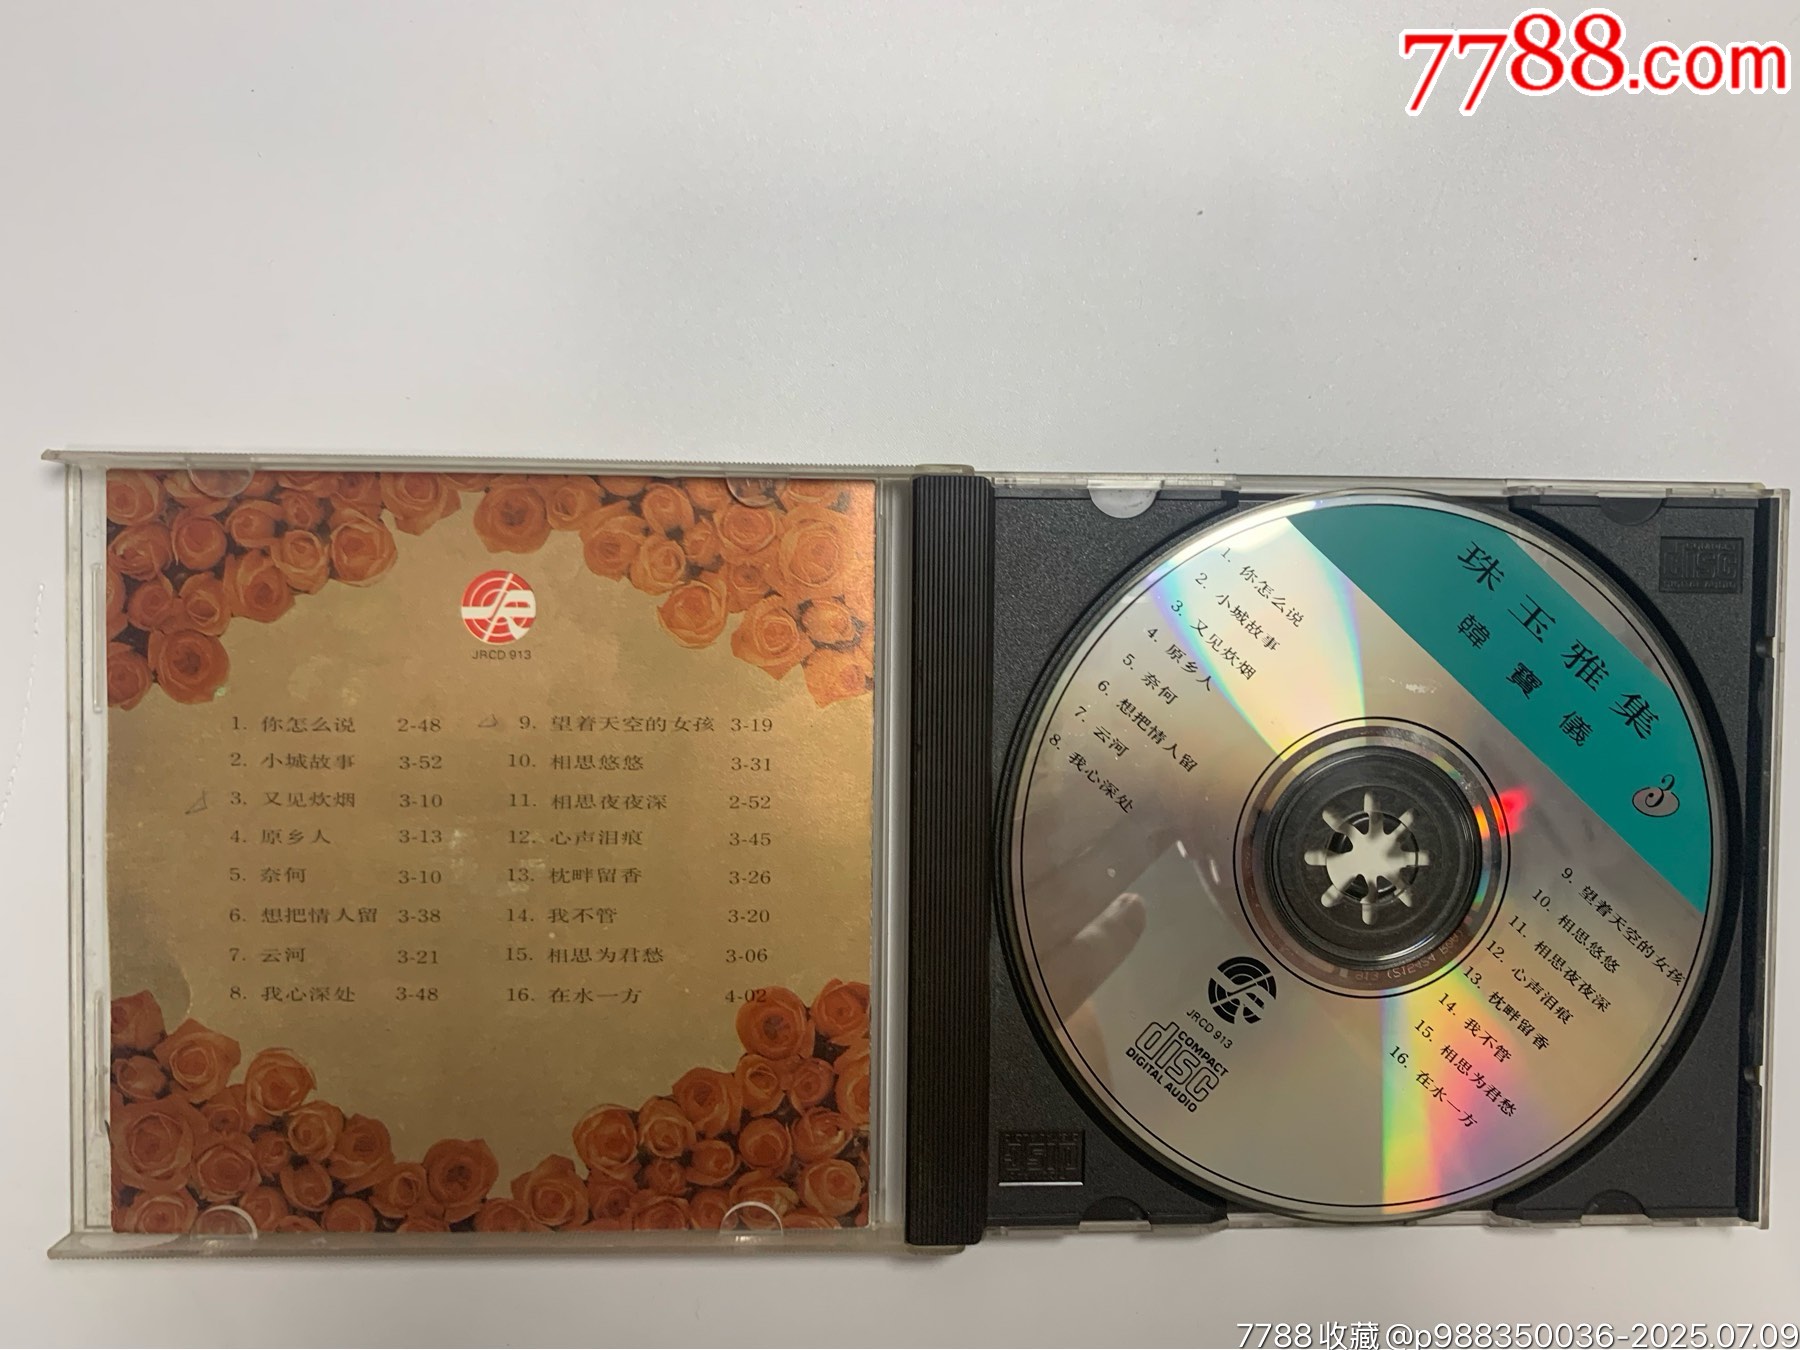 7788.com
JRCD 913
1. 你怎么说 2-48
2. 小城故事 3-52
3. 又见炊烟 3-10
4. 原乡人 3-13
5. 奈何 3-10
6. 想把情人留 3-38
7. 云河 3-21
8. 我心深处 3-48
9. 望着天空的女孩 3-19
10. 相思悠悠 3-31
11. 相思夜夜深 2-52
12. 心声泪痕 3-45
13. 枕畔留香 3-26
14. 我不管 3-20
15. 相思为君愁 3-06
16. 在水一方 4-02
珠玉雅集
韓寶儀
3
1. 你怎么说
2. 小城故事
3. 又见炊烟
4. 原乡人
5. 奈何
6. 想把情人留
7. 云河
8. 我心深处
9. 望着天空的女孩
10. 相思悠悠
11. 相思夜夜深
12. 心声泪痕
13. 枕畔留香
14. 我不管
15. 相思为君愁
16. 在水一方
JRCD 913
COMPACT
disc
DIGITAL AUDIO
7788收藏@p988350036-2025.07.09